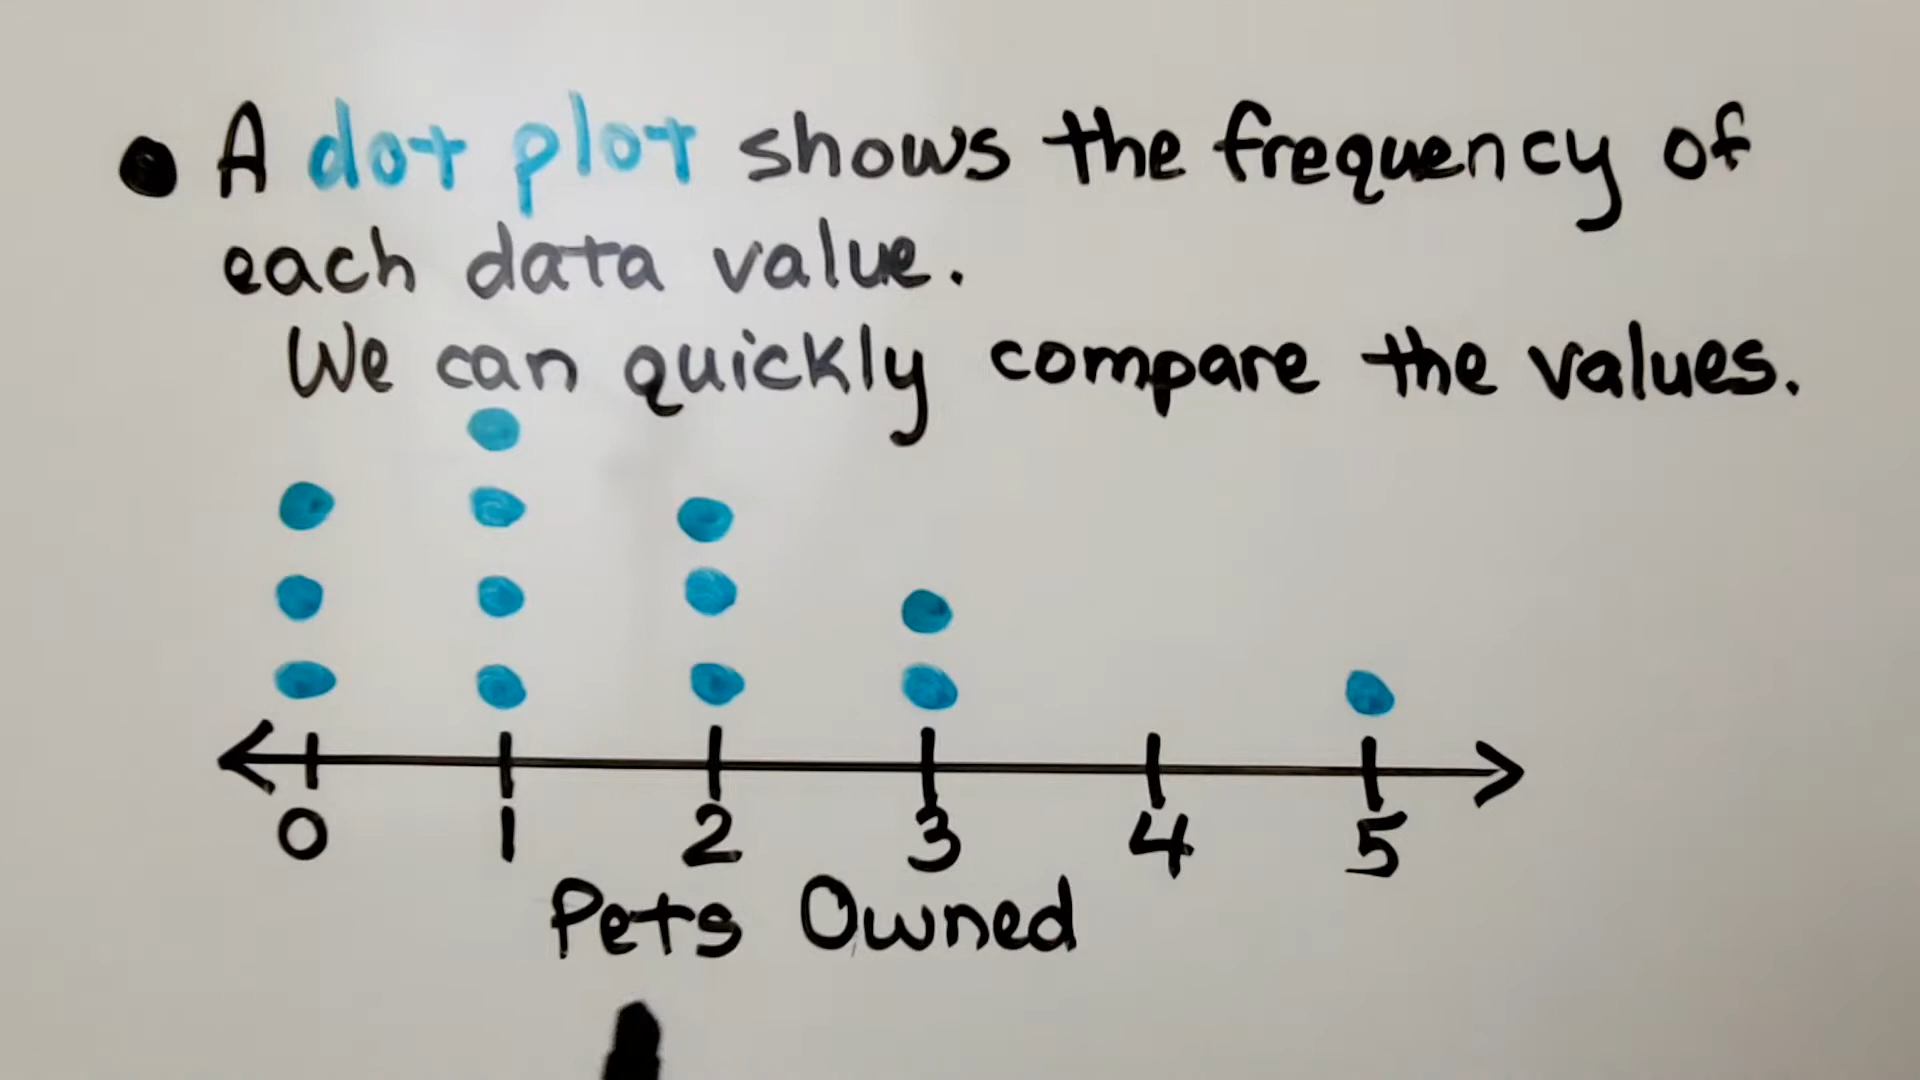 A dot plot shows the frequency of
each data value.
We can quickly compare the values.
0 1 2 3 4 5
Pets Owned